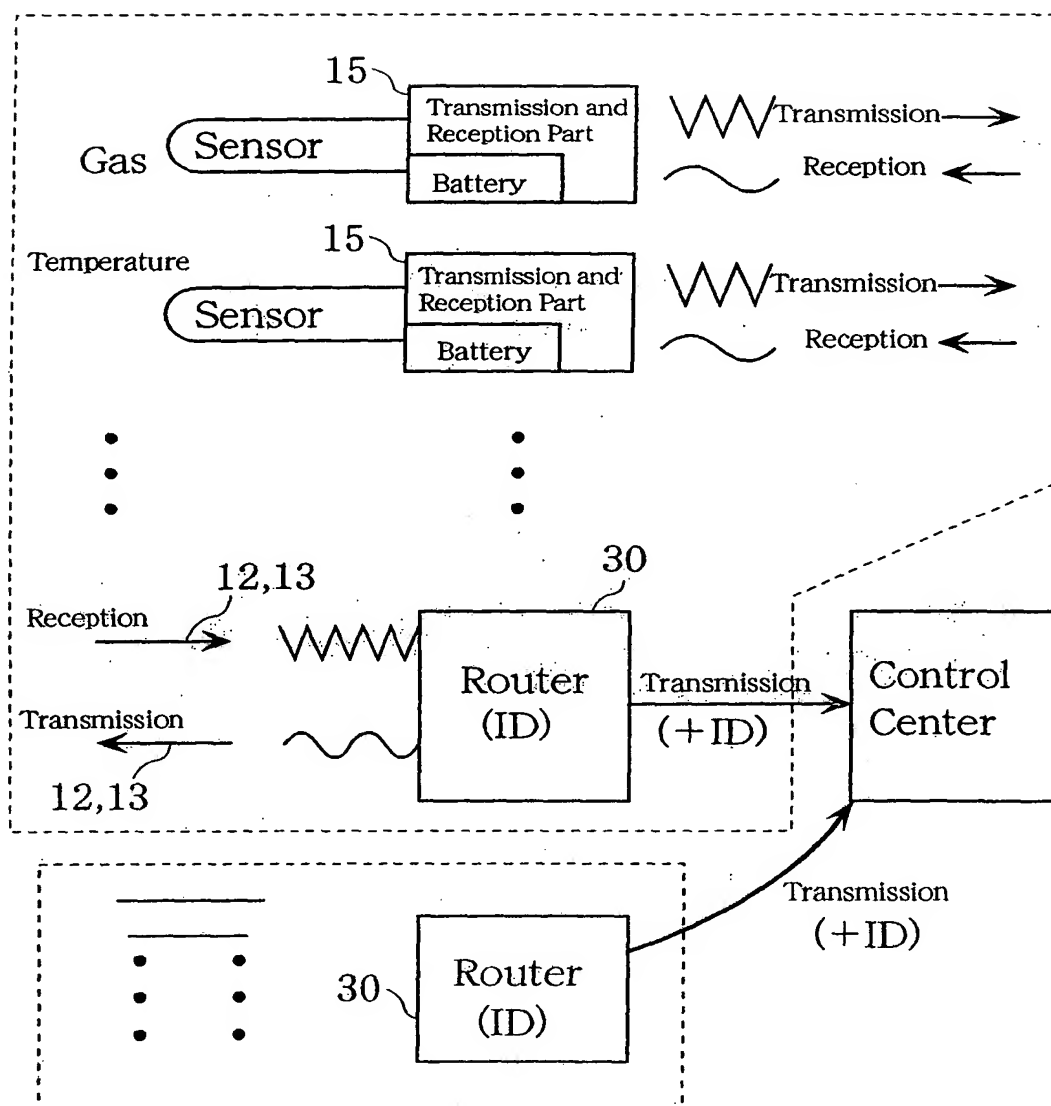 15
Transmission and
Reception Part
Battery
Gas
Sensor
Transmission
Reception
15
Temperature
Transmission and
Reception Part
Battery
Sensor
Transmission
Reception
12,13
Reception
Transmission
12,13
30
Router
(ID)
Transmission
(+ID)
Control
Center
Transmission
(+ID)
30
Router
(ID)